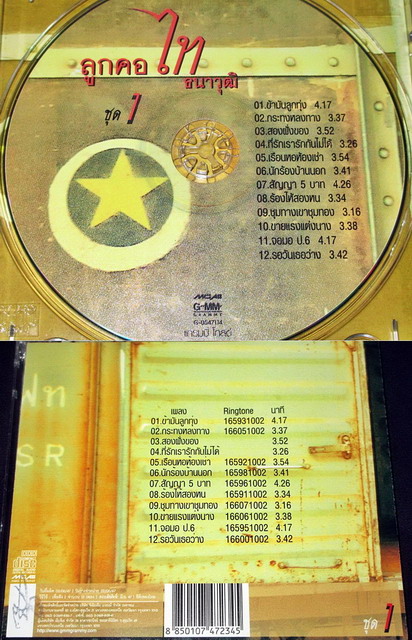 ลูกคอ ไท ธนาวุฒิ
ชุด 1
01.ข้ามันลูกทุ่ง 4.17
02.กระทงหลงทาง 3.37
03.สองฝั่งของ 3.52
04.ที่รักเรารักกันไม่ได้ 3.26
05.เรือนหอห้องเช่า 3.54
06.นักร้องบ้านนอก 3.41
07.สัญญา 5 บาท 4.26
08.ร้องไห้สองหน 3.34
09.ชุมทางเขาชุมทอง 3.16
10.ขายแรงแต่งนาง 3.38
11.จอมอ ป.6 4.17
12.รอวันเธอว่าง 3.42
G-MM
GRAMMY
G-0547114
แกรมมี่ โกลด์
SR
เพลง Ringtone นาที
01.ข้ามันลูกทุ่ง 165931002 4.17
02.กระทงหลงทาง 166051002 3.37
03.สองฝั่งของ 3.52
04.ที่รักเรารักกันไม่ได้ 3.26
05.เรือนหอห้องเช่า 165921002 3.54
06.นักร้องบ้านนอก 165981002 3.41
07.สัญญา 5 บาท 165961002 4.26
08.ร้องไห้สองหน 165911002 3.34
09.ชุมทางเขาชุมทอง 166071002 3.16
10.ขายแรงแต่งนาง 166061002 3.38
11.จอมอ ป.6 165951002 4.17
12.รอวันเธอว่าง 166001002 3.42
8 850107 472345
ชุด 1